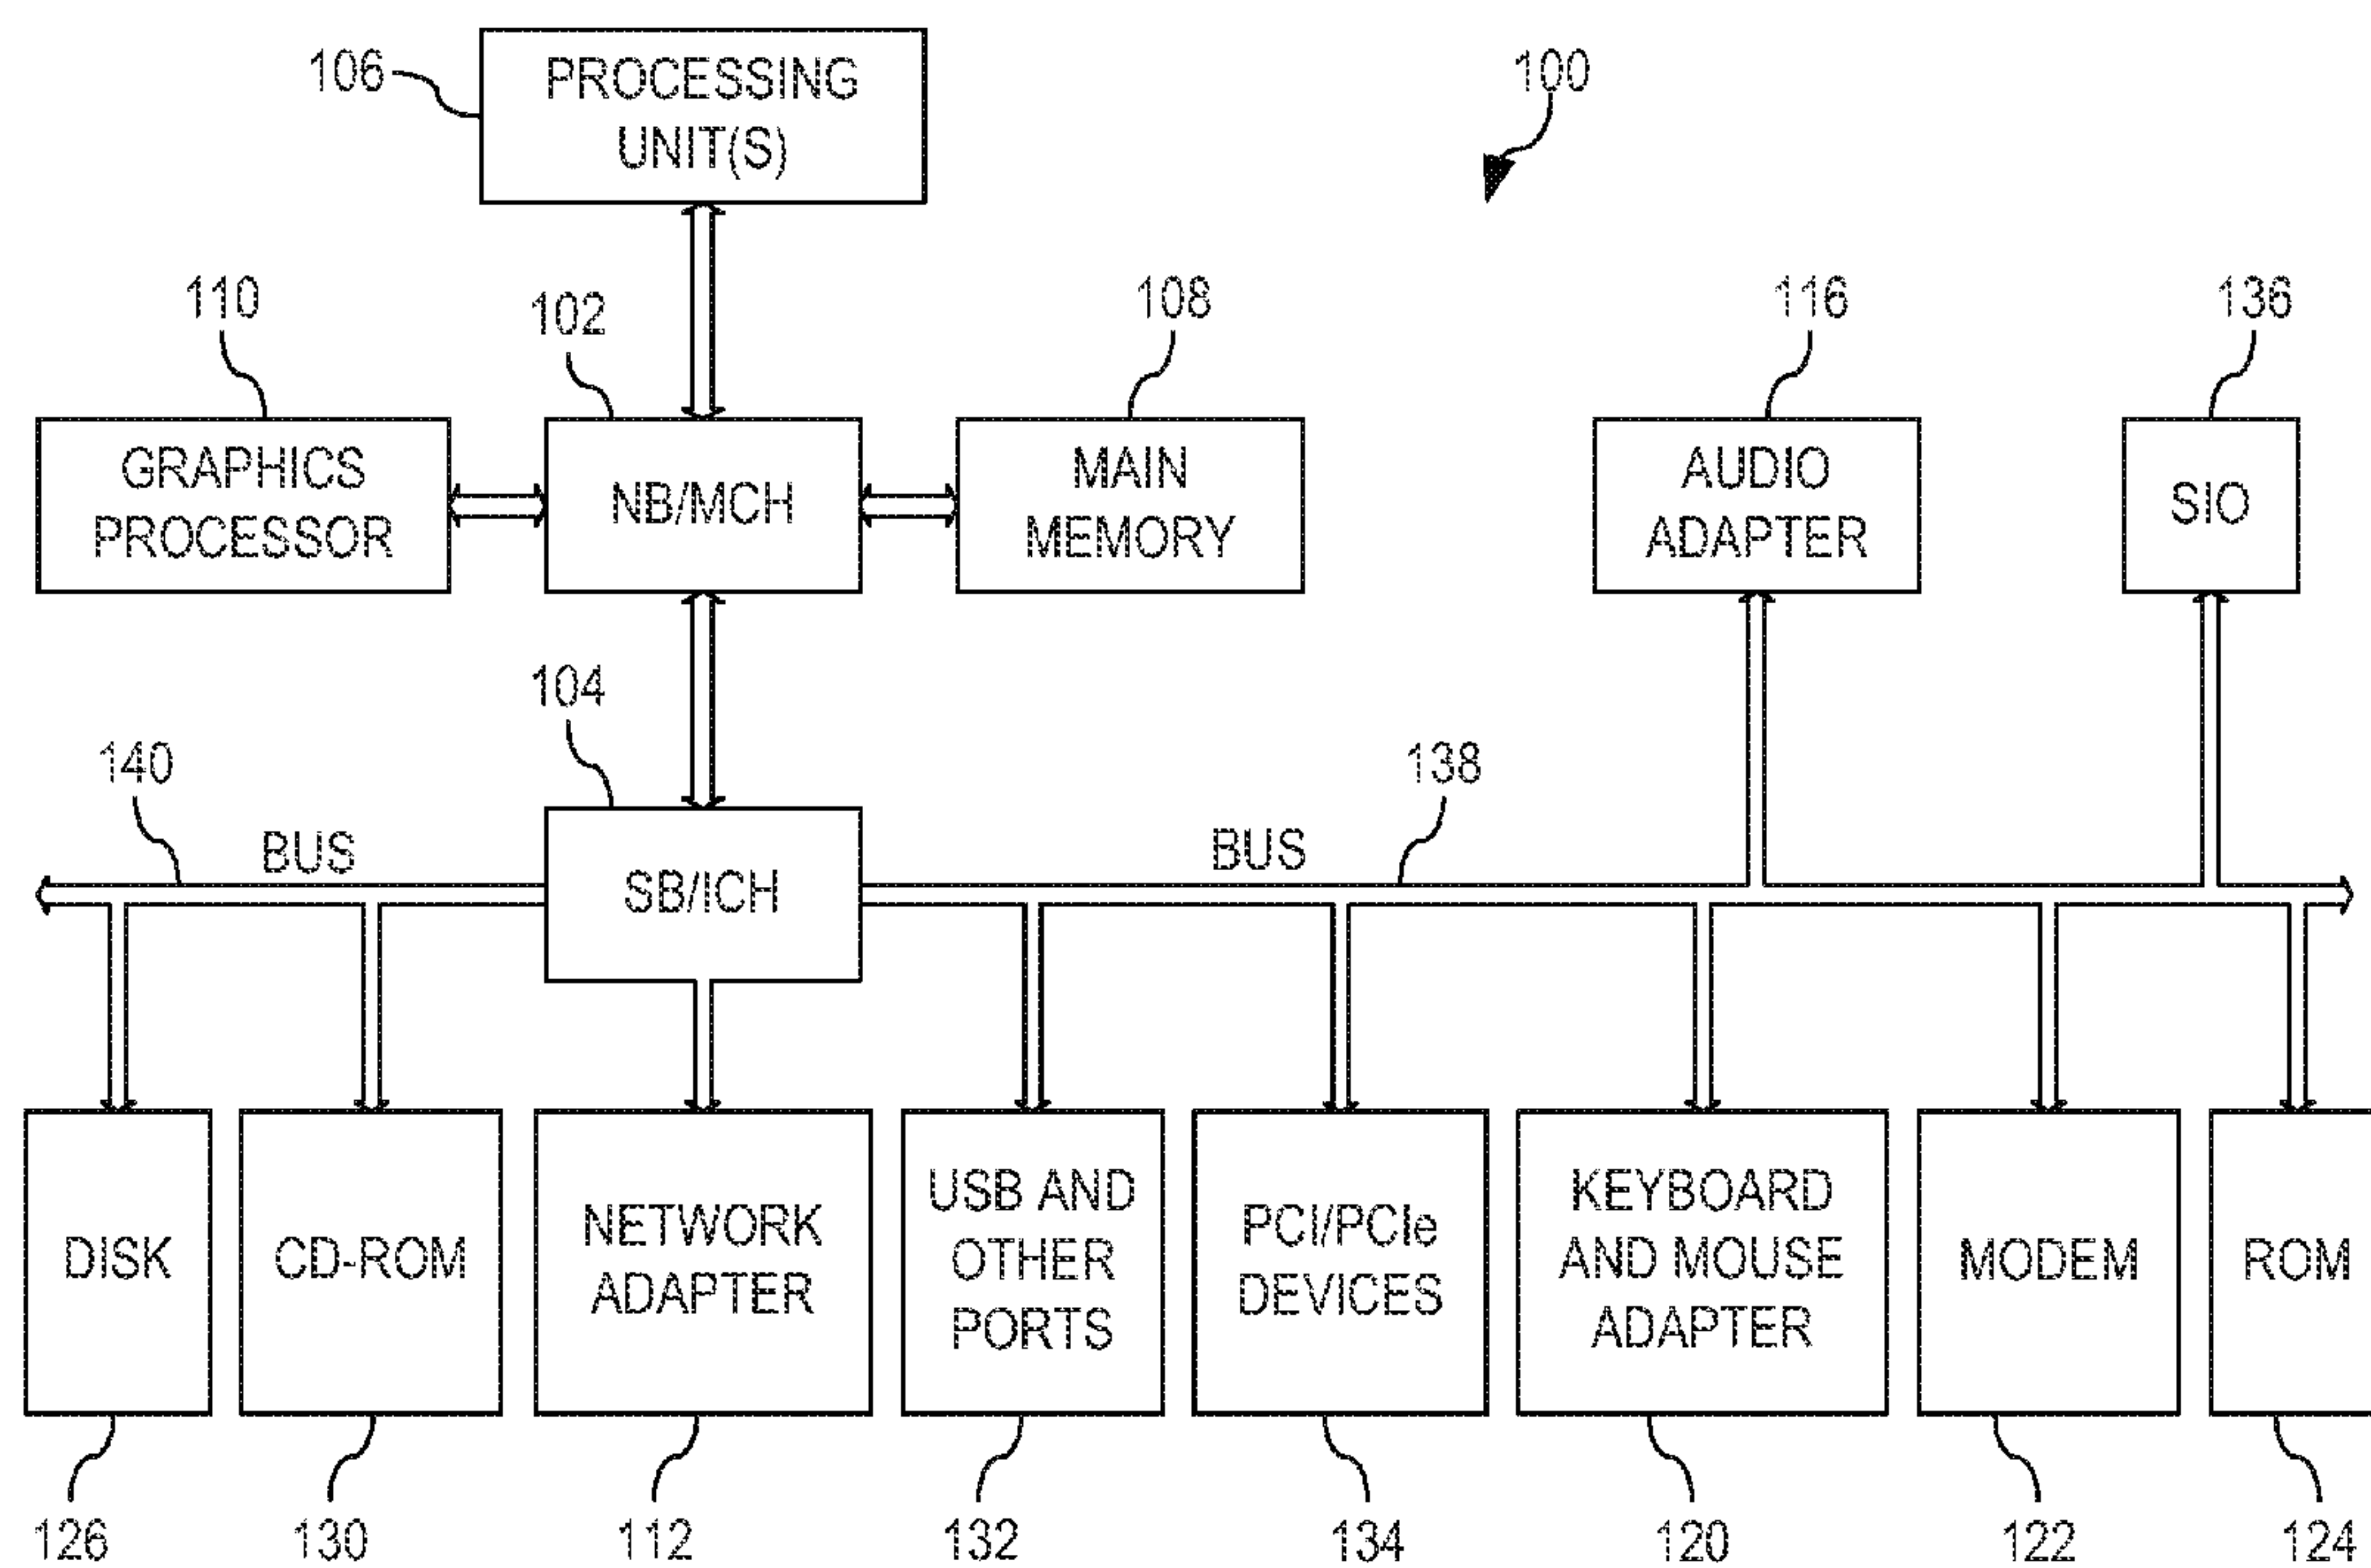 106
PROCESSING
UNIT(S)
100
110
102
108
116
136
GRAPHICS
PROCESSOR
NB/MCH
MAIN
MEMORY
AUDIO
ADAPTER
SIO
104
140
138
BUS
BUS
SB/ICH
DISK
CD-ROM
NETWORK
ADAPTER
USB AND
OTHER
PORTS
PCI/PCIe
DEVICES
KEYBOARD
AND MOUSE
ADAPTER
MODEM
ROM
126
130
112
132
134
120
122
124